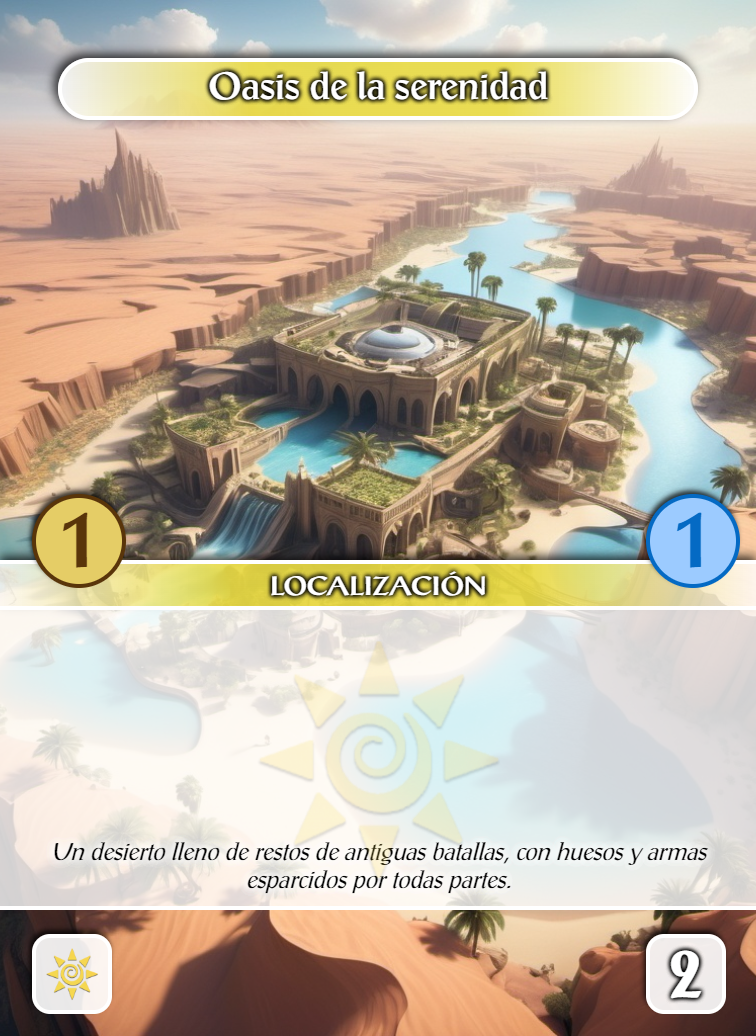 Oasis de la serenidad
1
1
LOCALIZACIÓN
Un desierto lleno de restos de antiguas batallas, con huesos y armas
esparcidos por todas partes.
2